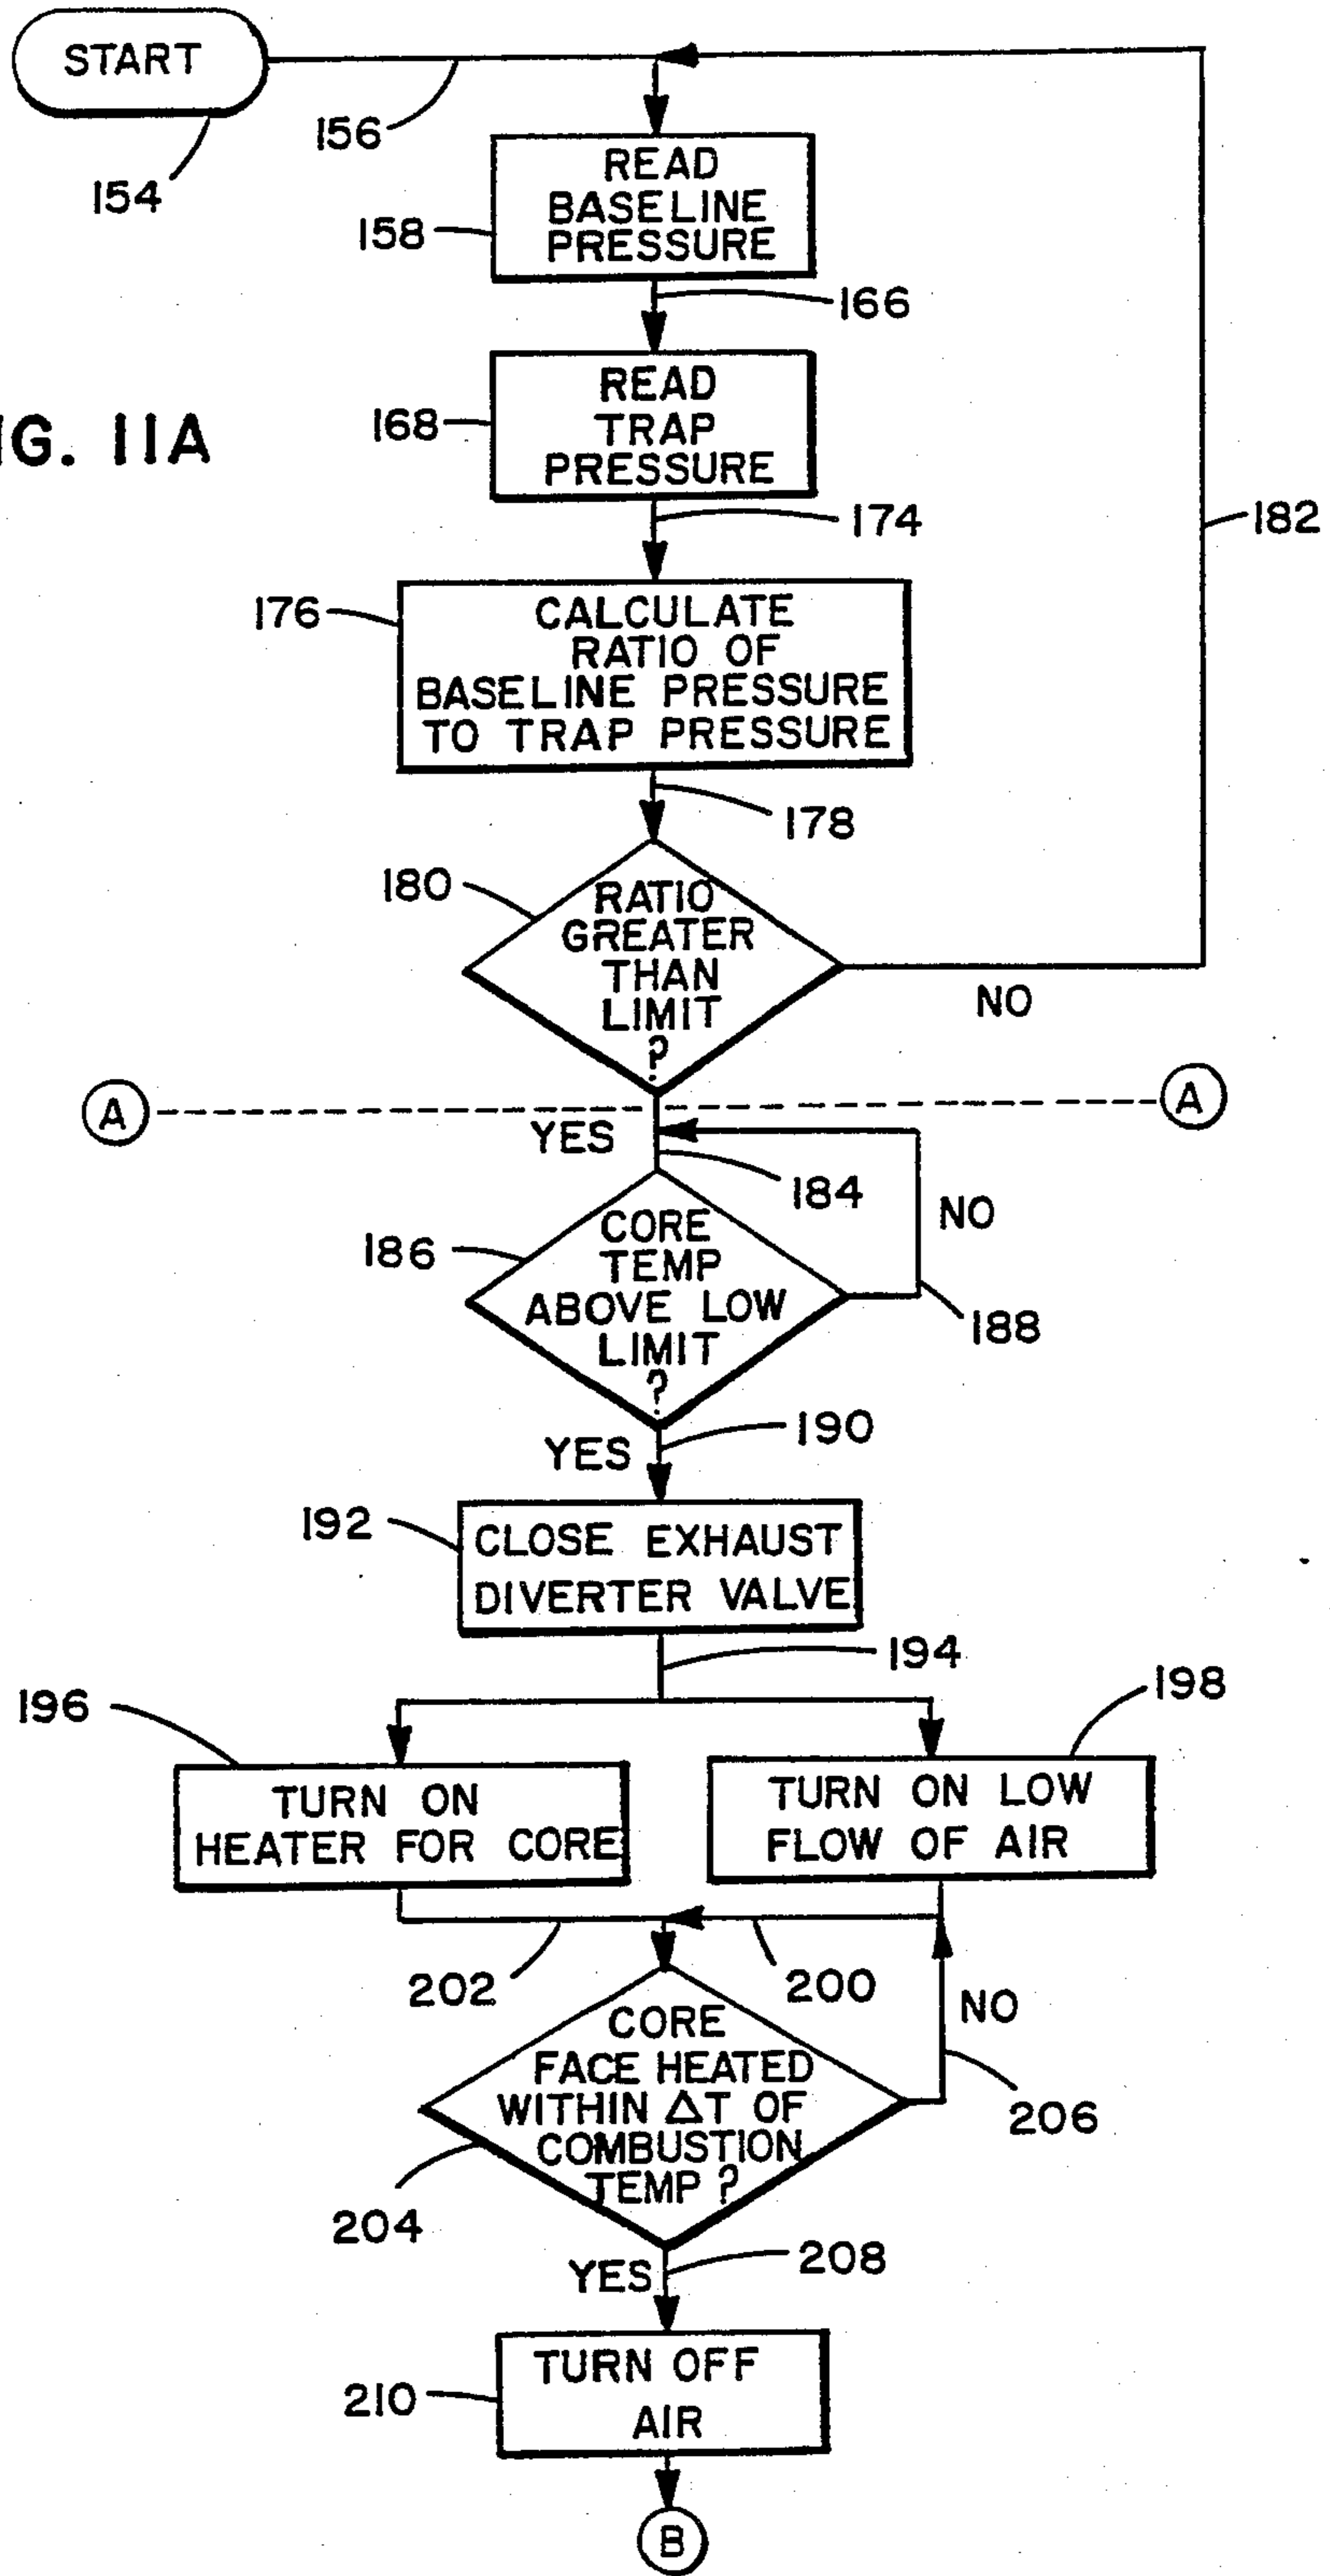 START
156
154
READ
BASELINE
PRESSURE
158
166
READ
TRAP
PRESSURE
168
IG. 11A
174
182
176
CALCULATE
RATIO OF
BASELINE PRESSURE
TO TRAP PRESSURE
178
180
RATIO
GREATER
THAN
LIMIT
?
NO
A
A
YES
184
NO
186
CORE
TEMP
ABOVE LOW
LIMIT
?
188
YES
190
192
CLOSE EXHAUST
DIVERTER VALVE
194
196
198
TURN ON
HEATER FOR CORE
TURN ON LOW
FLOW OF AIR
202
200
NO
CORE
FACE HEATED
WITHIN ΔT OF
COMBUSTION
TEMP ?
206
204
YES
208
TURN OFF
AIR
210
B